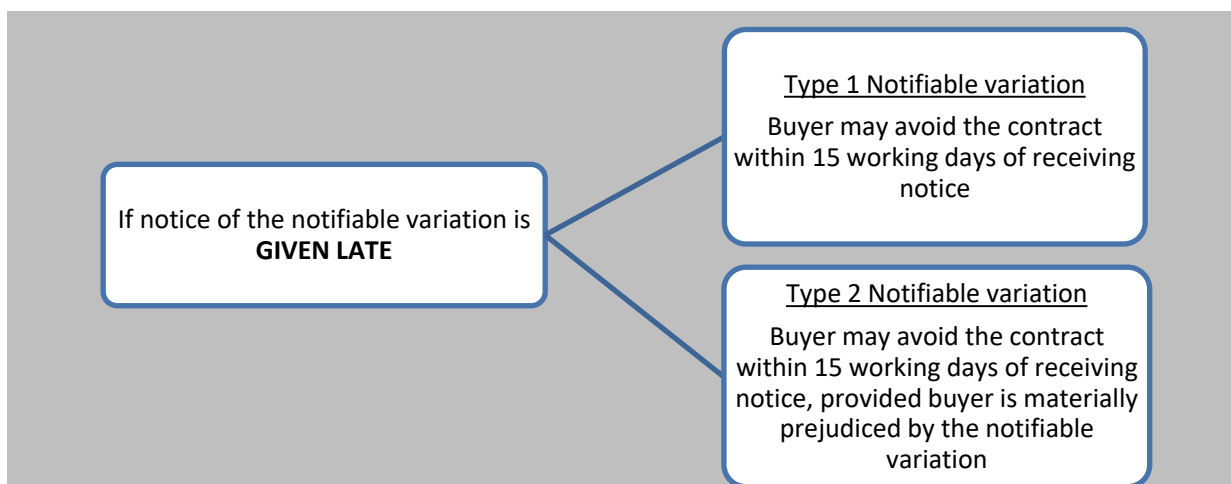 If notice of the notifiable variation is
GIVEN LATE
Type 1 Notifiable variation
Buyer may avoid the contract
within 15 working days of receiving
notice
Type 2 Notifiable variation
Buyer may avoid the contract
within 15 working days of receiving
notice, provided buyer is materially
prejudiced by the notifiable
variation